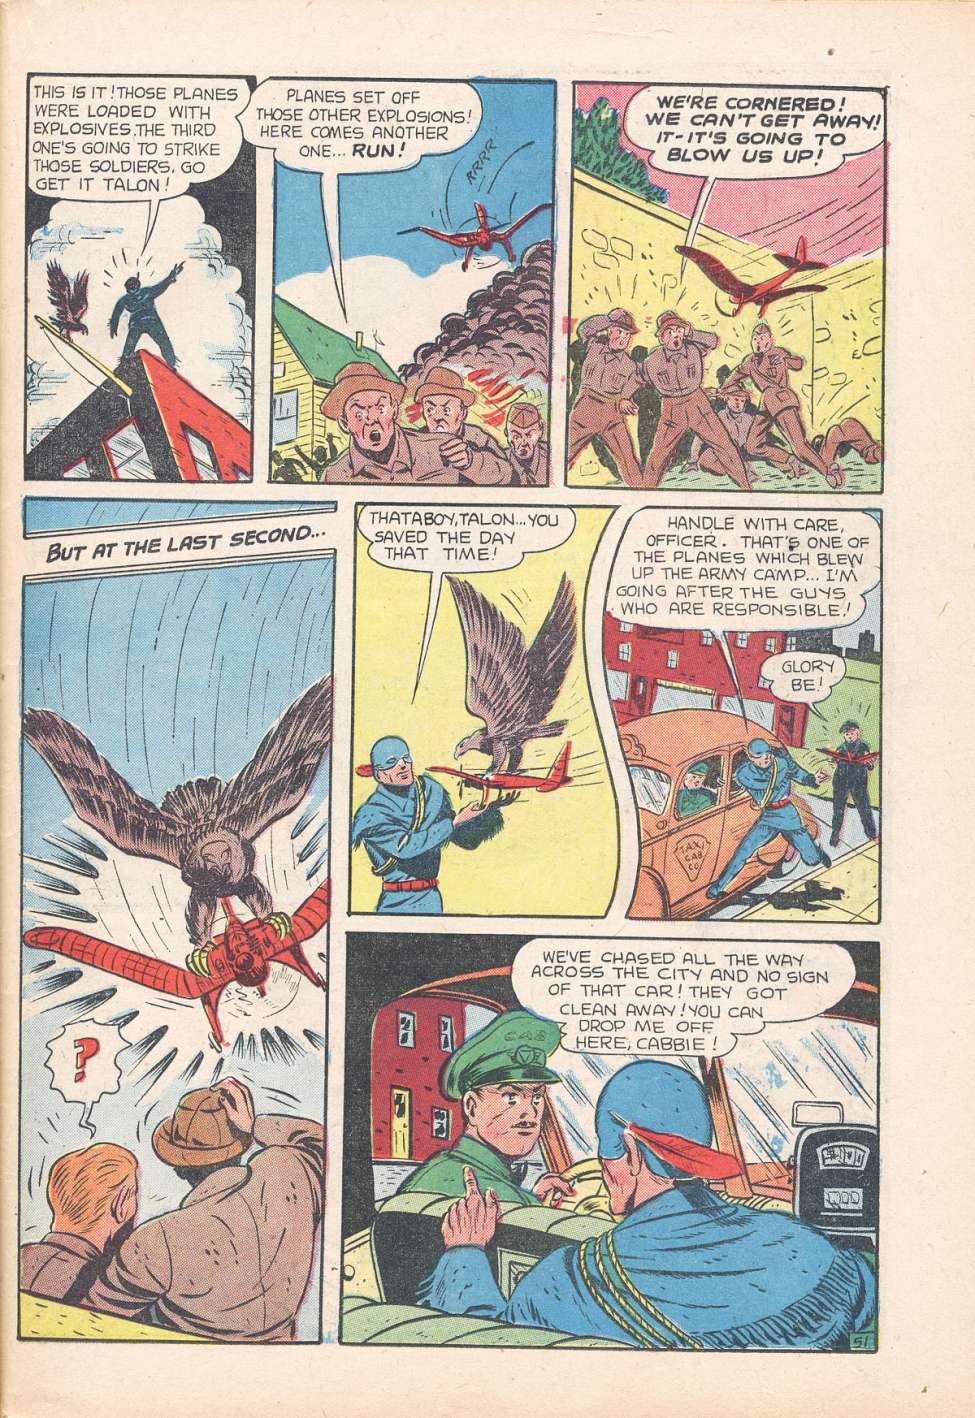 THIS IS IT! THOSE PLANES
WERE LOADED WITH
EXPLOSIVES. THE THIRD
ONE'S GOING TO STRIKE
THOSE SOLDIERS, GO
GET IT TALON!
PLANES SET OFF
THOSE OTHER EXPLOSIONS!
HERE COMES ANOTHER
ONE... RUN!
RRRR
WE'RE CORNERED!
WE CAN'T GET AWAY!
IT-IT'S GOING TO
BLOW US UP!
BUT AT THE LAST SECOND...
?
THATABOY, TALON... YOU
SAVED THE DAY
THAT TIME!
HANDLE WITH CARE,
OFFICER. THAT'S ONE OF
THE PLANES WHICH BLEW
UP THE ARMY CAMP... I'M
GOING AFTER THE GUYS
WHO ARE RESPONSIBLE!
GLORY
BE!
TAXI
CAB
CO
WE'VE CHASED ALL THE WAY
ACROSS THE CITY AND NO SIGN
OF THAT CAR! THEY GOT
CLEAN AWAY! YOU CAN
DROP ME OFF
HERE, CABBIE!
CAB
51